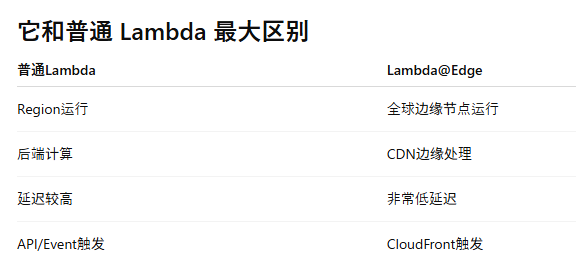 它和普通 Lambda 最大区别
普通Lambda Lambda@Edge
Region运行 全球边缘节点运行
后端计算 CDN边缘处理
延迟较高 非常低延迟
API/Event触发 CloudFront触发